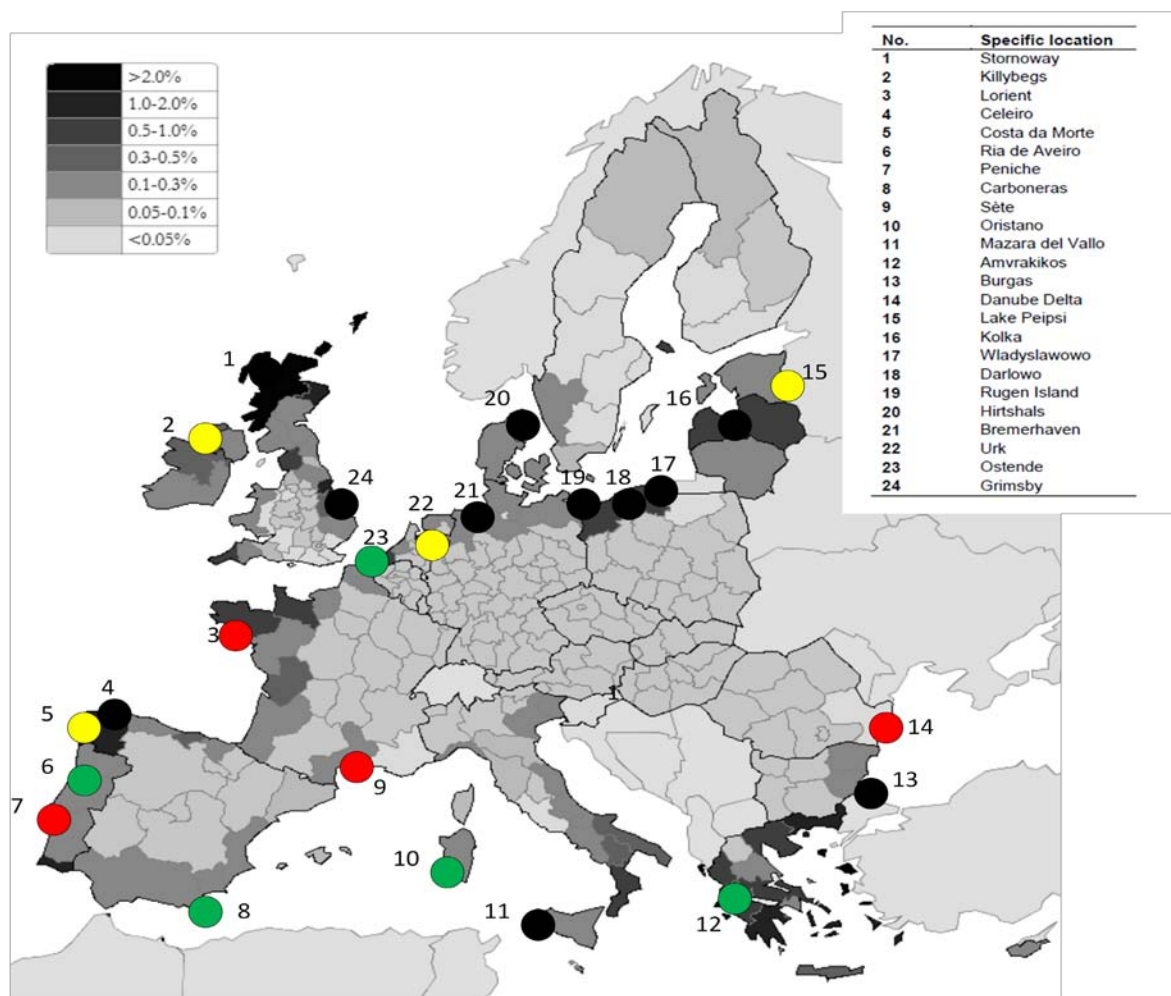 No. Specific location
1 Stornoway
2 Killybegs
3 Lorient
4 Celeiro
5 Costa da Morte
6 Ria de Aveiro
7 Peniche
8 Carboneras
9 Sète
10 Oristano
11 Mazara del Vallo
12 Amvrakikos
13 Burgas
14 Danube Delta
15 Lake Peipsi
16 Kolka
17 Wladyslawowo
18 Darlowo
19 Rugen Island
20 Hirtshals
21 Bremerhaven
22 Urk
23 Ostende
24 Grimsby
>2.0%
1.0-2.0%
0.5-1.0%
0.3-0.5%
0.1-0.3%
0.05-0.1%
<0.05%
1
2
20
16
15
24
22
21
19
18
17
23
3
4
5
6
7
9
14
13
10
8
11
12
1